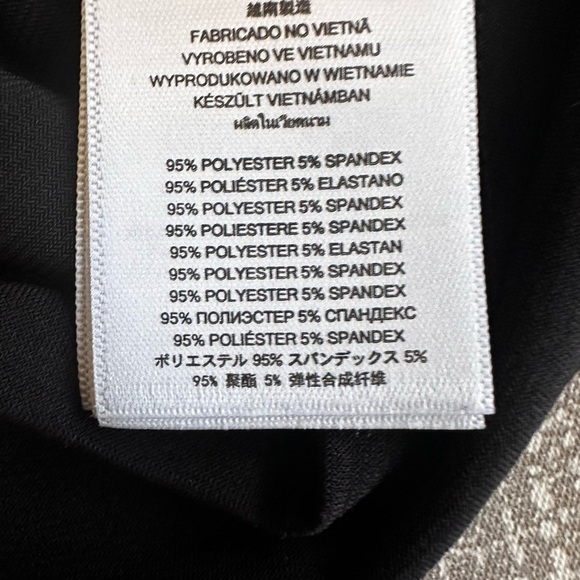 越南製造
FABRICADO NO VIETNÃ
VYROBENO VE VIETNAMU
WYPRODUKOWANO W WIETNAMIE
KÉSZÜLT VIETNÁMBAN
ผลิตในเวียดนาม
95% POLYESTER 5% SPANDEX
95% POLIÉSTER 5% ELASTANO
95% POLYESTER 5% SPANDEX
95% POLIESTERE 5% SPANDEX
95% POLYESTER 5% ELASTAN
95% POLYESTER 5% SPANDEX
95% POLYESTER 5% SPANDEX
95% ПОЛИЭСТЕР 5% СПАНДЕКС
95% POLIÉSTER 5% SPANDEX
ポリエステル 95% スパンデックス 5%
95% 聚酯 5% 弹性合成纤维